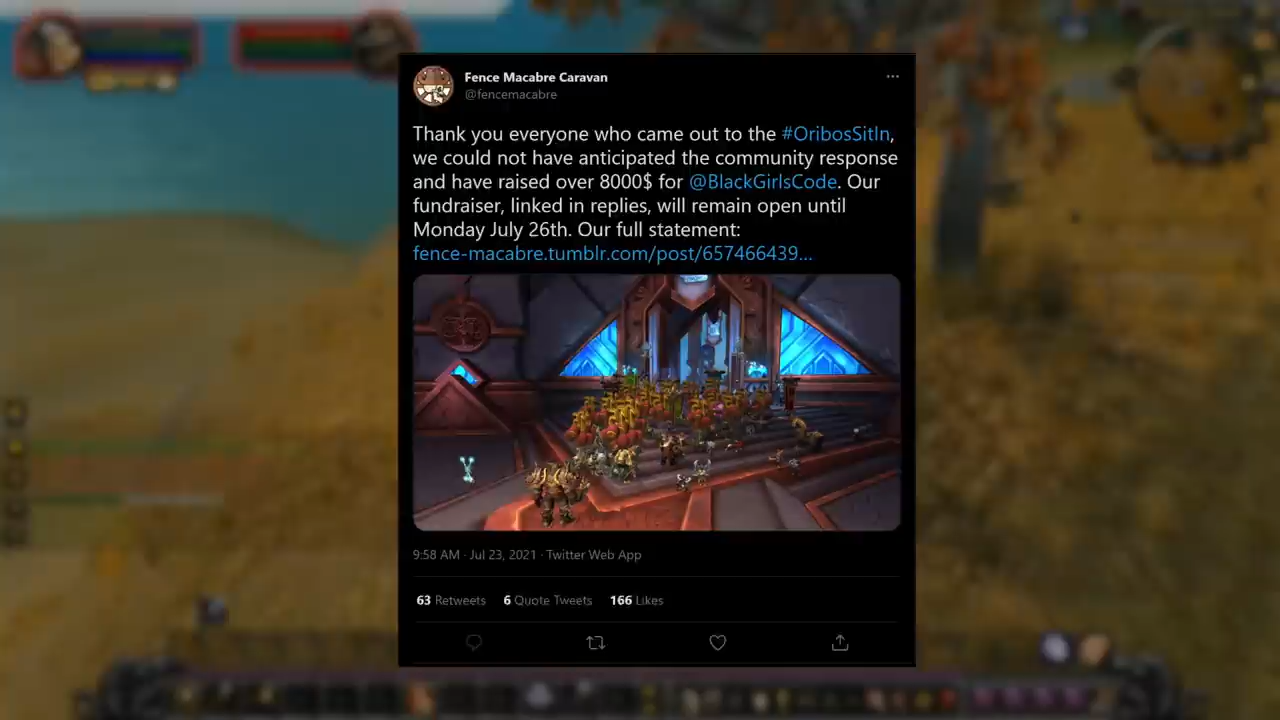 Fence Macabre Caravan
@fencemacabre
Thank you everyone who came out to the #OribosSitIn,
we could not have anticipated the community response
and have raised over 8000$ for @BlackGirlsCode. Our
fundraiser, linked in replies, will remain open until
Monday July 26th. Our full statement:
fence-macabre.tumblr.com/post/657466439...
9:58 AM · Jul 23, 2021 · Twitter Web App
63 Retweets 6 Quote Tweets 166 Likes